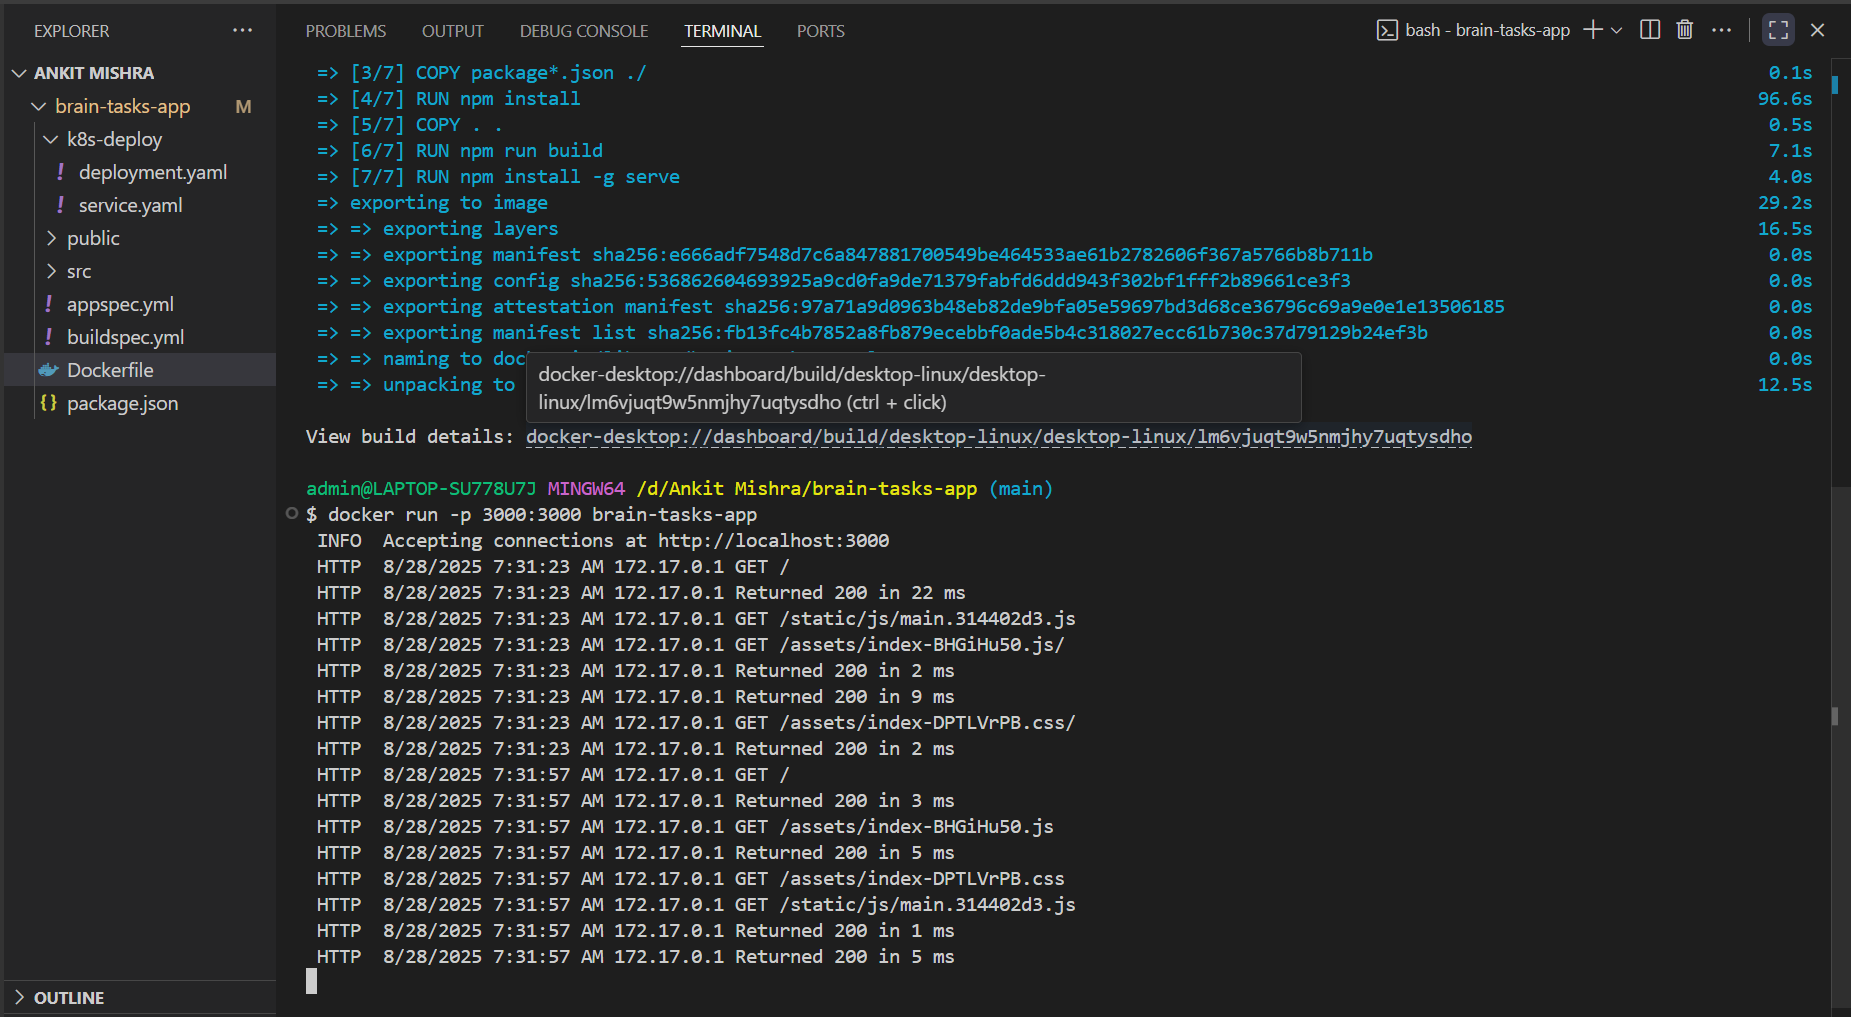 EXPLORER
ANKIT MISHRA
brain-tasks-app M
k8s-deploy
! deployment.yaml
! service.yaml
public
src
! appspec.yml
! buildspec.yml
Dockerfile
{} package.json
OUTLINE
PROBLEMS OUTPUT DEBUG CONSOLE TERMINAL PORTS
bash - brain-tasks-app
=> [3/7] COPY package*.json ./ 0.1s
=> [4/7] RUN npm install 96.6s
=> [5/7] COPY . . 0.5s
=> [6/7] RUN npm run build 7.1s
=> [7/7] RUN npm install -g serve 4.0s
=> exporting to image 29.2s
=> => exporting layers 16.5s
=> => exporting manifest sha256:e666adf7548d7c6a847881700549be464533ae61b2782606f367a5766b8b711b 0.0s
=> => exporting config sha256:536862604693925a9cd0fa9de71379fabfd6ddd943f302bf1fff2b89661ce3f3 0.0s
=> => exporting attestation manifest sha256:97a71a9d0963b48eb82de9bfa05e59697bd3d68ce36796c69a9e0e1e13506185 0.0s
=> => exporting manifest list sha256:fb13fc4b7852a8fb879ecebbf0ade5b4c318027ecc61b730c37d79129b24ef3b 0.0s
=> => naming to 0.0s
=> => unpacking to 12.5s
docker-desktop://dashboard/build/desktop-linux/desktop-
linux/lm6vjuqt9w5nmjhy7uqtysdho (ctrl + click)
View build details: docker-desktop://dashboard/build/desktop-linux/desktop-linux/lm6vjuqt9w5nmjhy7uqtysdho
admin@LAPTOP-SU778U7J MINGW64 /d/Ankit Mishra/brain-tasks-app (main)
$ docker run -p 3000:3000 brain-tasks-app
INFO Accepting connections at http://localhost:3000
HTTP 8/28/2025 7:31:23 AM 172.17.0.1 GET /
HTTP 8/28/2025 7:31:23 AM 172.17.0.1 Returned 200 in 22 ms
HTTP 8/28/2025 7:31:23 AM 172.17.0.1 GET /static/js/main.314402d3.js
HTTP 8/28/2025 7:31:23 AM 172.17.0.1 GET /assets/index-BHGiHu50.js/
HTTP 8/28/2025 7:31:23 AM 172.17.0.1 Returned 200 in 2 ms
HTTP 8/28/2025 7:31:23 AM 172.17.0.1 Returned 200 in 9 ms
HTTP 8/28/2025 7:31:23 AM 172.17.0.1 GET /assets/index-DPTLVrPB.css/
HTTP 8/28/2025 7:31:23 AM 172.17.0.1 Returned 200 in 2 ms
HTTP 8/28/2025 7:31:57 AM 172.17.0.1 GET /
HTTP 8/28/2025 7:31:57 AM 172.17.0.1 Returned 200 in 3 ms
HTTP 8/28/2025 7:31:57 AM 172.17.0.1 GET /assets/index-BHGiHu50.js
HTTP 8/28/2025 7:31:57 AM 172.17.0.1 Returned 200 in 5 ms
HTTP 8/28/2025 7:31:57 AM 172.17.0.1 GET /assets/index-DPTLVrPB.css
HTTP 8/28/2025 7:31:57 AM 172.17.0.1 GET /static/js/main.314402d3.js
HTTP 8/28/2025 7:31:57 AM 172.17.0.1 Returned 200 in 1 ms
HTTP 8/28/2025 7:31:57 AM 172.17.0.1 Returned 200 in 5 ms